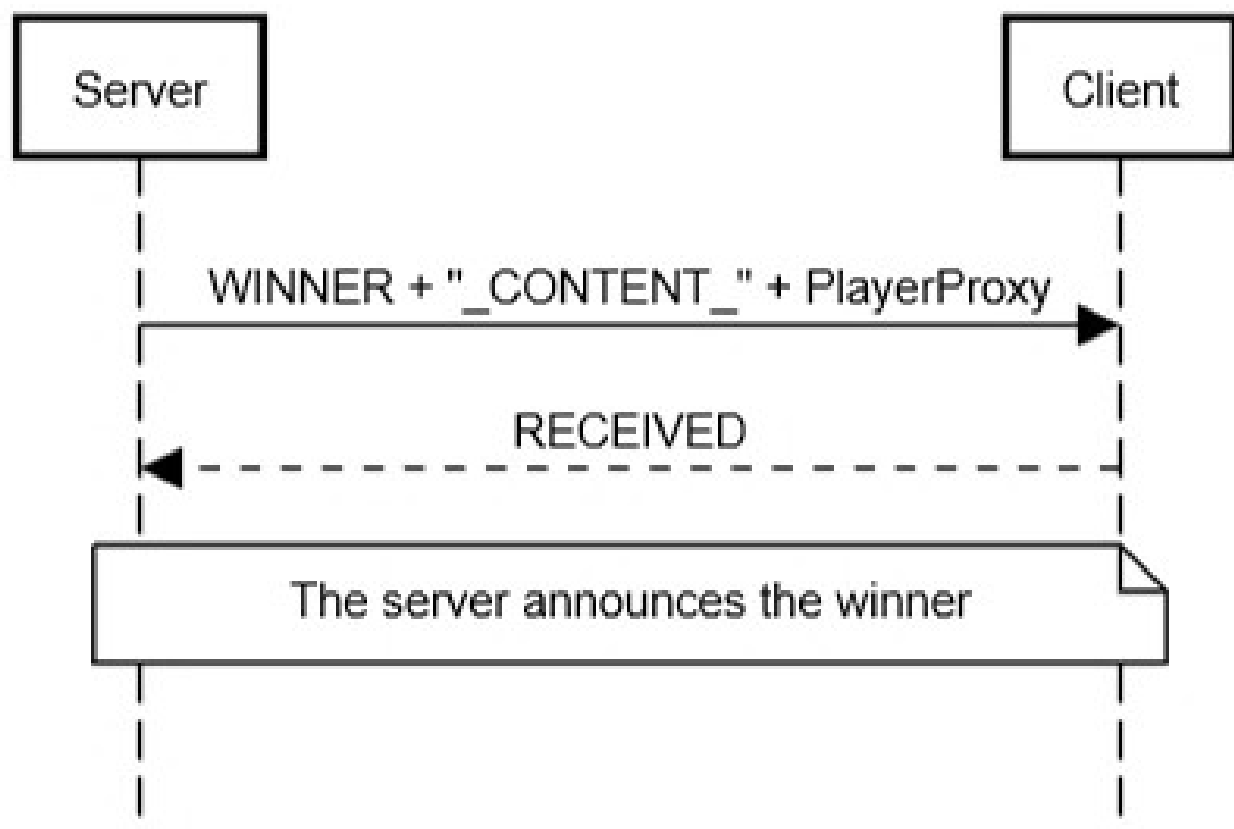 Server
Client
WINNER + "_CONTENT_" + PlayerProxy
RECEIVED
The server announces the winner